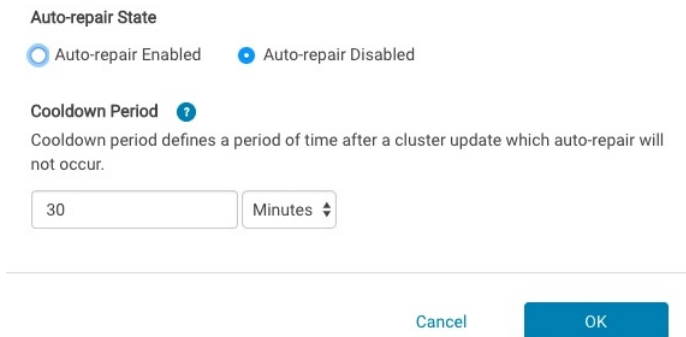 Auto-repair State
Auto-repair Enabled Auto-repair Disabled
Cooldown Period ?
Cooldown period defines a period of time after a cluster update which auto-repair will
not occur.
30 Minutes
Cancel OK